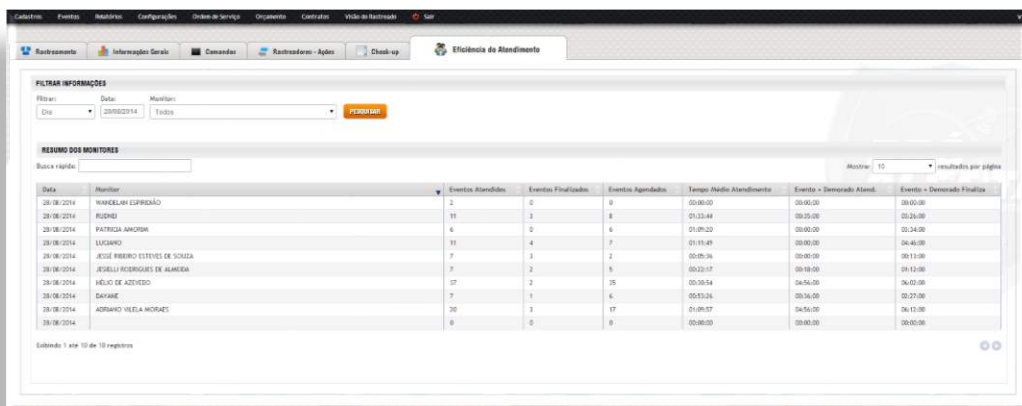 Cadastros Eventos Relatórios Configurações Ordem de Serviço Orçamento Contratos Visão do Rastreado Sair
Rastreamento Informações Gerais Comandos Rastreadores - Ações Check-up Eficiência do Atendimento
FILTRAR INFORMAÇÕES
Filtrar: Data: Monitor:
Dia 28/08/2014 Todos PESQUISAR
RESUMO DOS MONITORES
Busca rápida: Mostrar 10 resultados por página
Data Monitor Eventos Atendidos Eventos Finalizados Eventos Agendados Tempo Médio Atendimento Evento + Demorado Atend. Evento + Demorado Finaliza
28/08/2014 WANDELAN ESPIRIDIÃO 2 0 0 00:00:00 00:00:00 00:00:00
28/08/2014 RUDNEI 11 3 8 01:33:44 00:35:00 05:26:00
28/08/2014 PATRICIA AMORIM 6 0 6 01:09:20 00:00:00 03:34:00
28/08/2014 LUCIANO 11 4 7 01:11:49 00:00:00 04:46:00
28/08/2014 JESSÉ RIBEIRO ESTEVES DE SOUZA 7 3 2 00:05:36 00:00:00 00:13:00
28/08/2014 JESIELLI RODRIGUES DE ALMEIDA 7 2 5 00:22:17 00:18:00 01:12:00
28/08/2014 HÉLIO DE AZEVEDO 37 2 35 00:38:54 04:56:00 06:02:00
28/08/2014 DAYANE 7 1 6 00:53:26 00:36:00 02:27:00
28/08/2014 ADRIANO VILELA MORAES 20 3 17 01:09:57 04:56:00 06:12:00
28/08/2014 0 0 0 00:00:00 00:00:00 00:00:00
Exibindo 1 até 10 de 10 registros